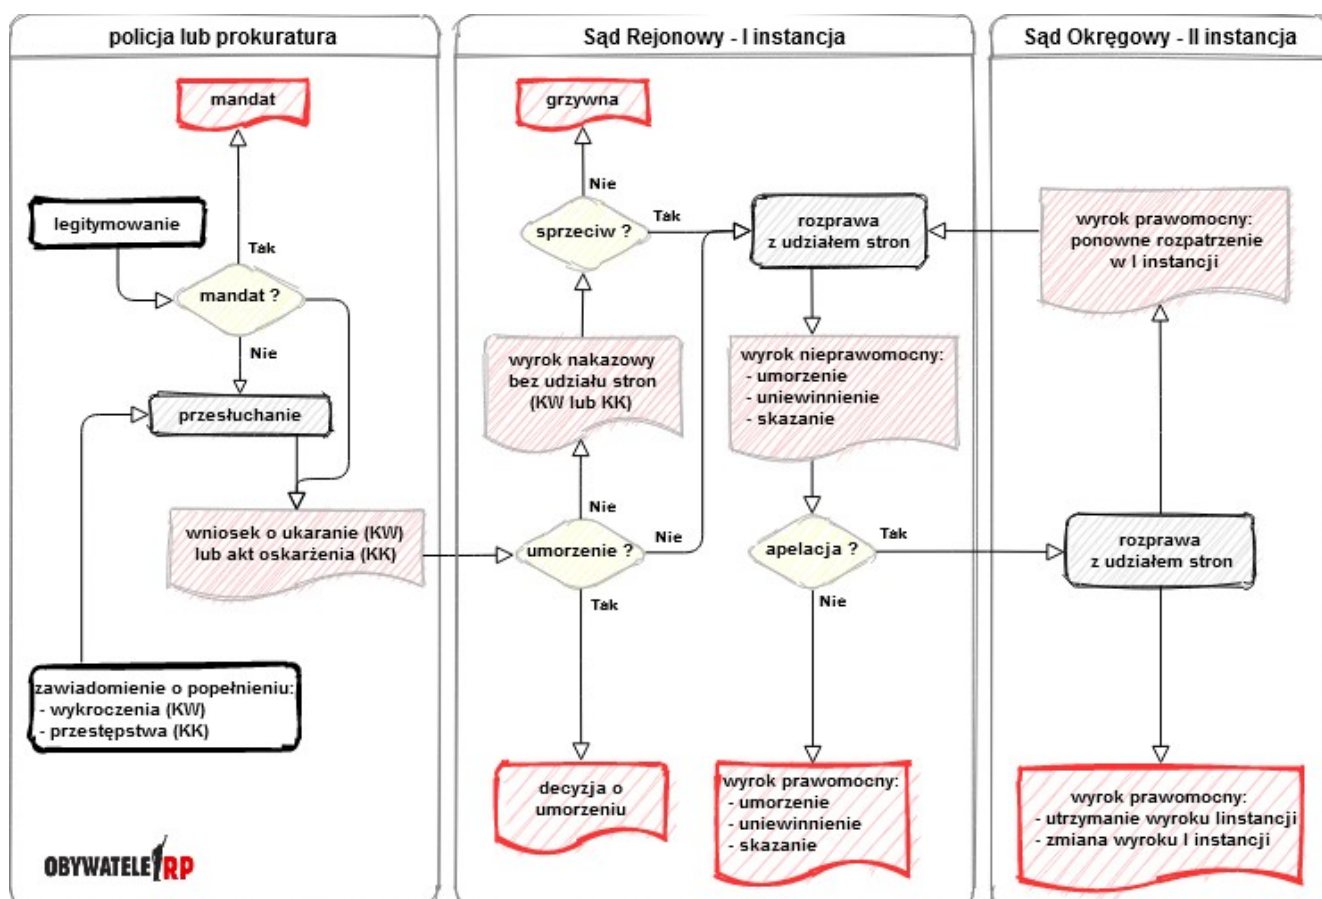 policja lub prokuratura
mandat
legitymowanie
Tak
mandat ?
Nie
przesłuchanie
wniosek o ukaranie (KW)
lub akt oskarżenia (KK)
zawiadomienie o popełnieniu:
- wykroczenia (KW)
- przestępstwa (KK)
OBYWATELE RP
Sąd Rejonowy - I instancja
grzywna
Nie
sprzeciw ?
Tak
rozprawa
z udziałem stron
wyrok nakazowy
bez udziału stron
(KW lub KK)
wyrok nieprawomocny:
- umorzenie
- uniewinnienie
- skazanie
Nie
umorzenie ?
Nie
Tak
apelacja ?
Tak
Nie
decyzja o
umorzeniu
wyrok prawomocny:
- umorzenie
- uniewinnienie
- skazanie
Sąd Okręgowy - II instancja
wyrok prawomocny:
ponowne rozpatrzenie
w I instancji
rozprawa
z udziałem stron
wyrok prawomocny:
- utrzymanie wyroku Iinstancji
- zmiana wyroku I instancji